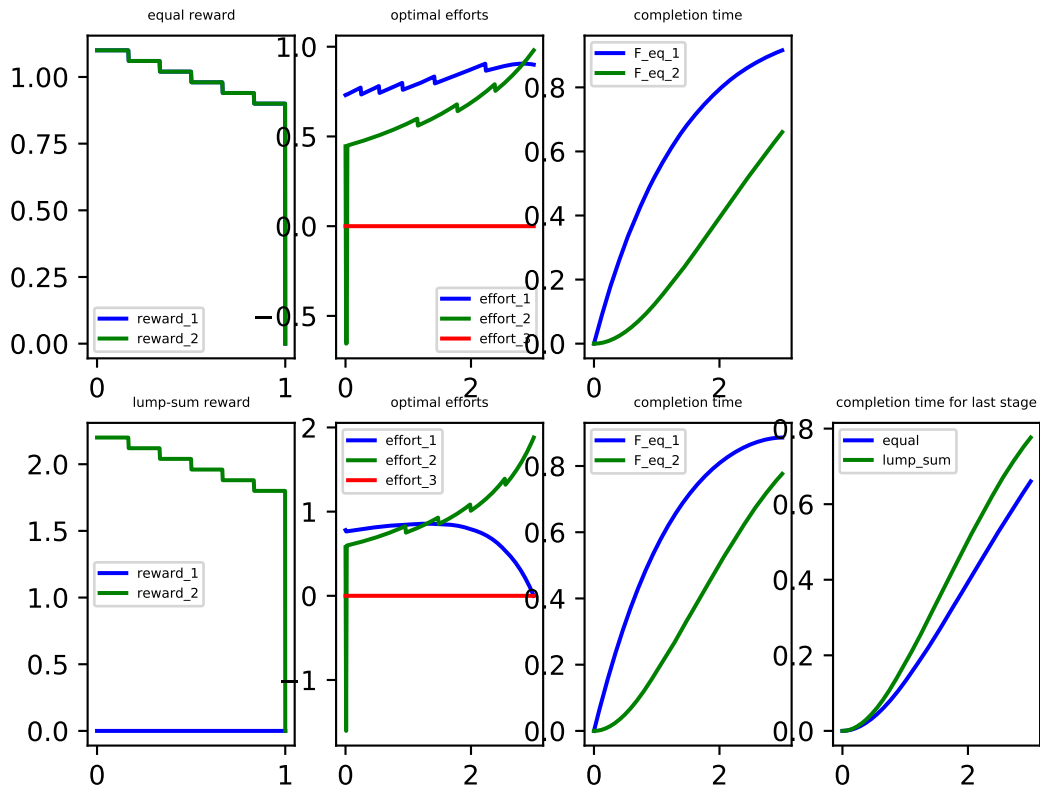 equal reward
1.00
0.75
0.50
0.25
0.00
0
1
reward_1
reward_2
optimal efforts
1.0
0.5
0.0
−0.5
0
2
effort_1
effort_2
effort_3
completion time
0.8
0.6
0.4
0.2
0.0
0
2
F_eq_1
F_eq_2
lump-sum reward
2.0
1.5
1.0
0.5
0.0
0
1
reward_1
reward_2
optimal efforts
2
1
0
−1
0
2
effort_1
effort_2
effort_3
completion time
0.8
0.6
0.4
0.2
0.0
0
2
F_eq_1
F_eq_2
completion time for last stage
0.8
0.6
0.4
0.2
0.0
0
2
equal
lump_sum